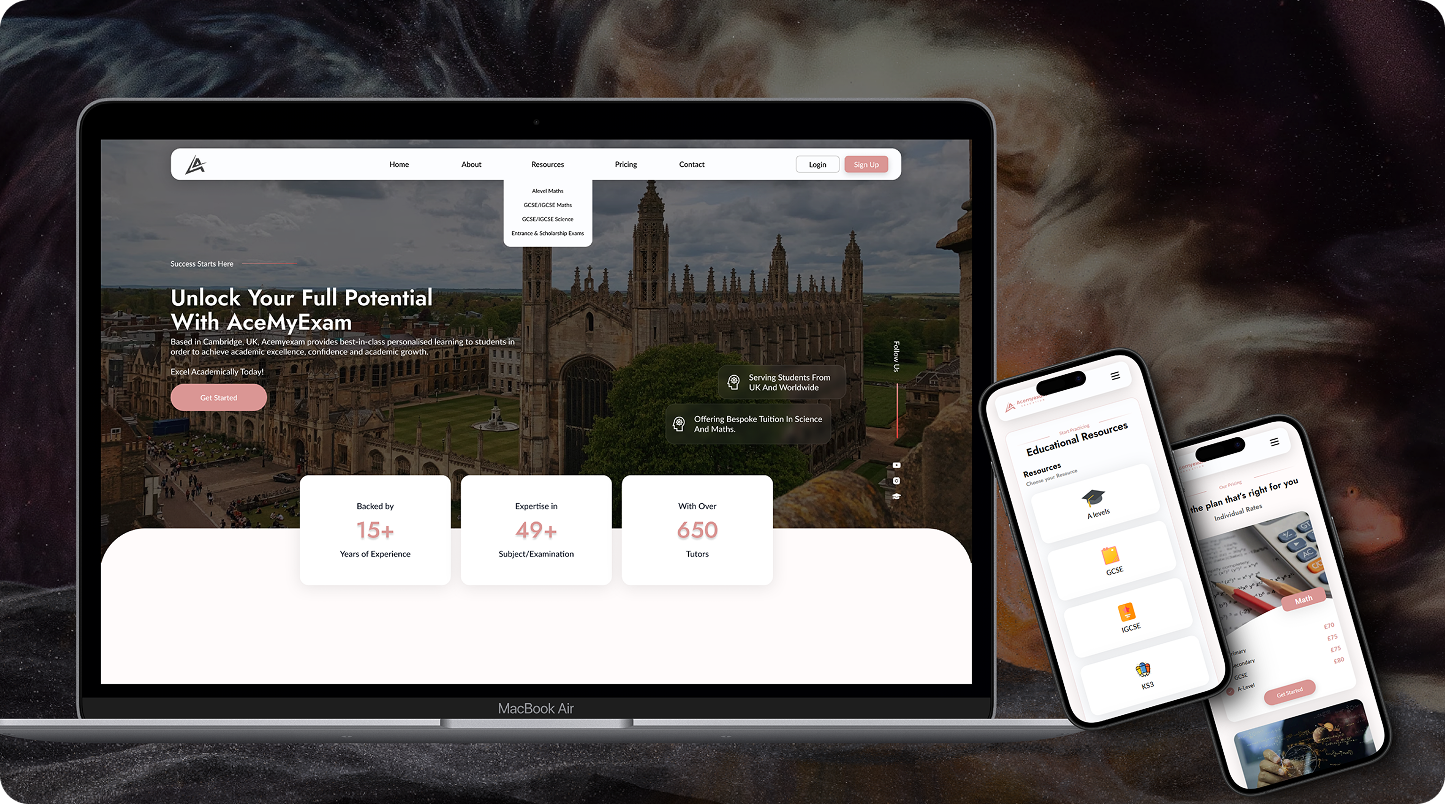 Home
About
Resources
Pricing
Contact
Login
Sign Up
Alevel Maths
GCSE/IGCSE Maths
GCSE/IGCSE Science
Entrance & Scholarship Exams
Success Starts Here
Unlock Your Full Potential
With AceMyExam
Based in Cambridge, UK, Acemyexam provides best-in-class personalised learning to students in
order to achieve academic excellence, confidence and academic growth.
Excel Academically Today!
Get Started
Follow Us
Serving Students From
UK And Worldwide
Offering Bespoke Tuition In Science
And Maths.
Backed by
15+
Years of Experience
Expertise in
49+
Subject/Examination
With Over
650
Tutors
MacBook Air
Start Practicing
Educational Resources
Resources
Choose your Resource
A levels
GCSE
IGCSE
KS3
Our Pricing
the plan that's right for you
Individual Rates
Math
£70
£75
GCSE
£75
A-Level
£80
Get Started